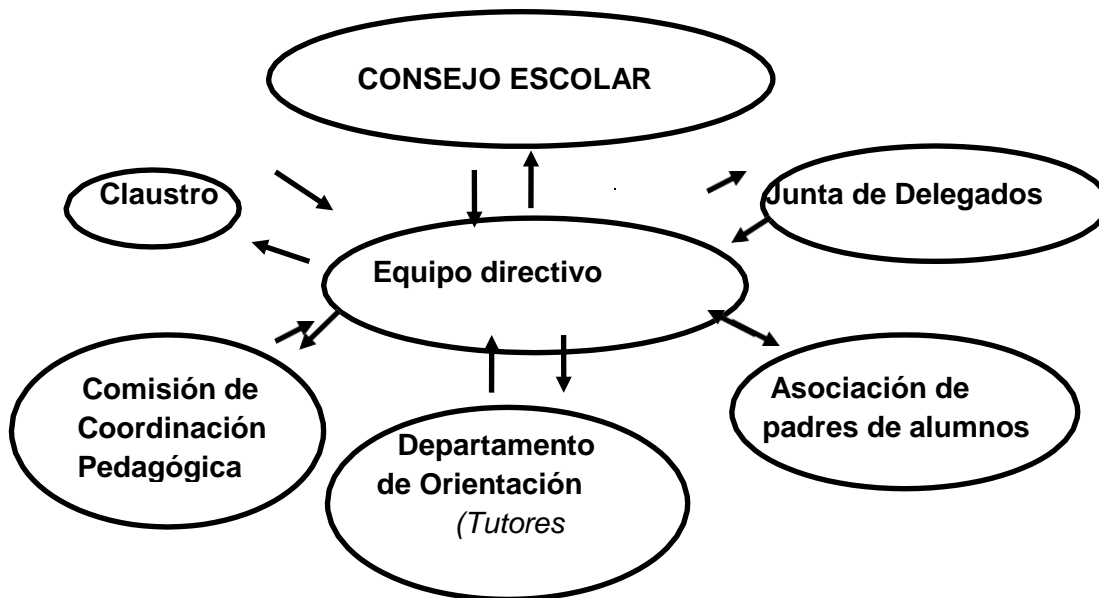 CONSEJO ESCOLAR
Claustro
Junta de Delegados
Equipo directivo
Comisión de
Coordinación
Pedagógica
Asociación de
padres de alumnos
Departamento
de Orientación
(Tutores